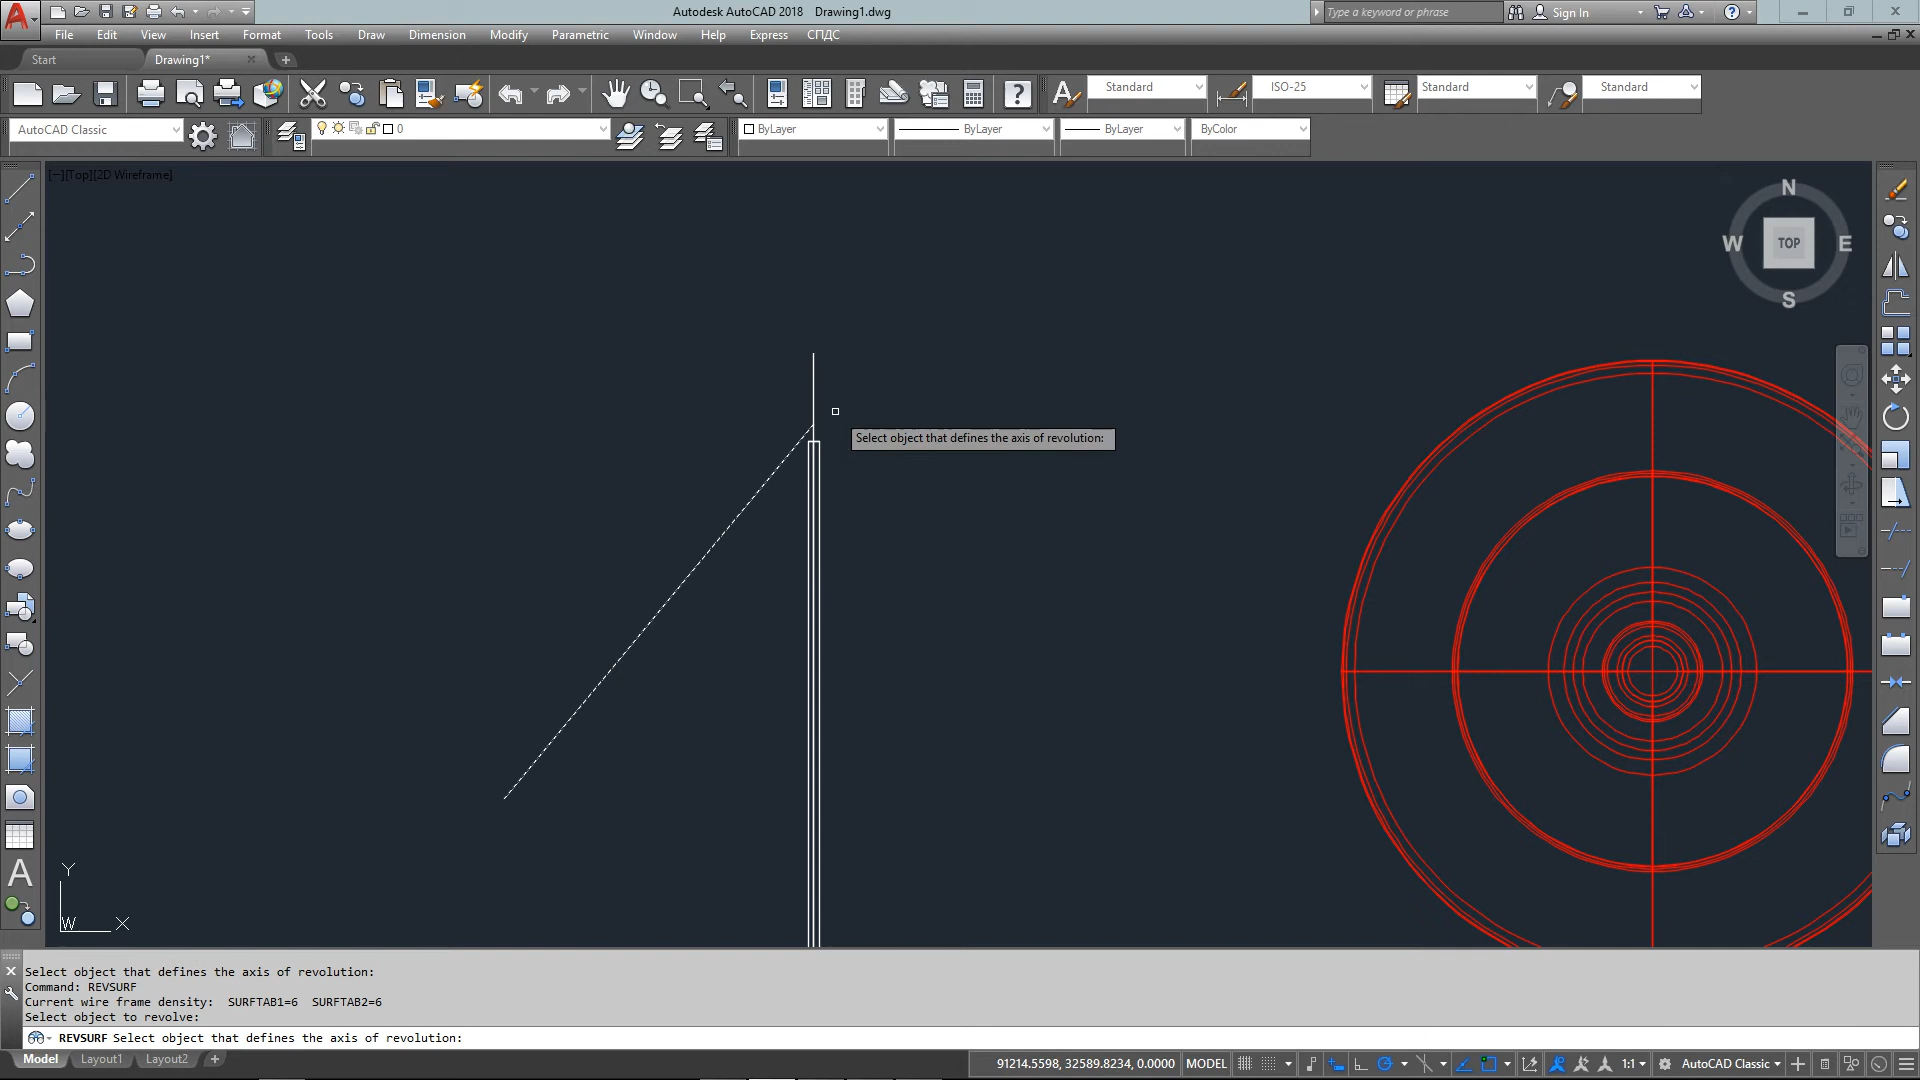 Autodesk AutoCAD 2018 Drawing1.dwg
Type a keyword or phrase
Sign In
File Edit View Insert Format Tools Draw Dimension Modify Parametric Window Help Express СПДС
Start Drawing1*
Standard ISO-25 Standard Standard
AutoCAD Classic 0 ByLayer ByLayer ByLayer ByColor
[−][Top][2D Wireframe]
N
W TOP E
S
Select object that defines the axis of revolution:
Y
W X
Select object that defines the axis of revolution:
Command: REVSURF
Current wire frame density: SURFTAB1=6 SURFTAB2=6
Select object to revolve:
REVSURF Select object that defines the axis of revolution:
Model Layout1 Layout2
91214.5598, 32589.8234, 0.0000 MODEL 1:1 AutoCAD Classic